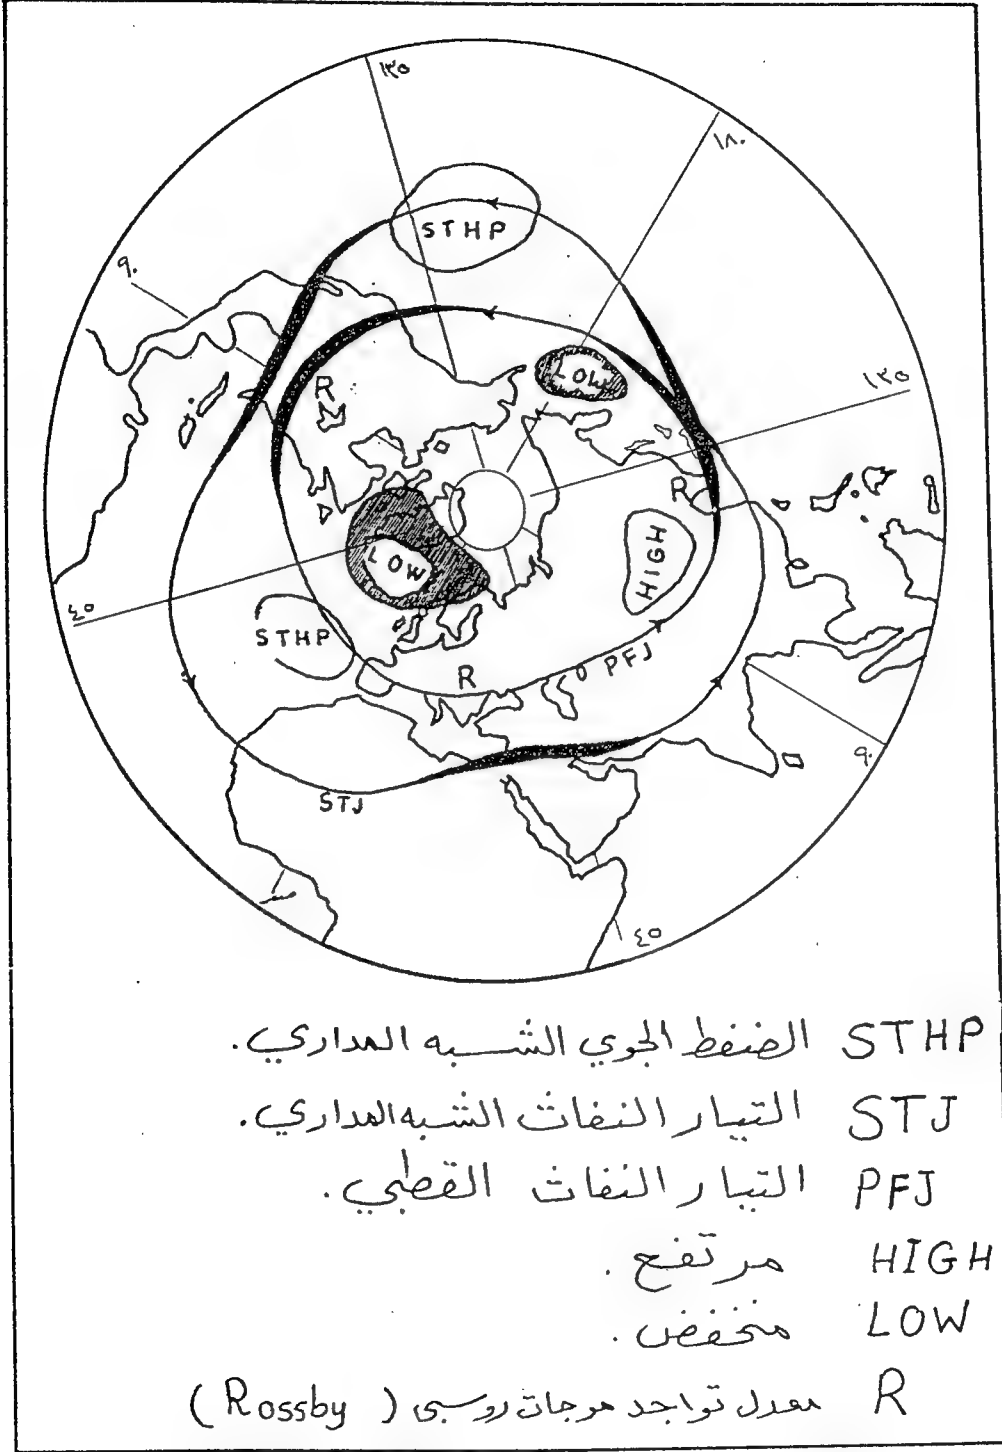 ١٣٥
١٨٠
STHP
٩٠
LOW
R
١٣٥
R
HIGH
LOW
٤٥
STHP
R
PFJ
٩٠
STJ
٤٥
STHP الضغط الجوي الشبه المداري.
STJ التيار النفاث الشبه المداري.
PFJ التيار النفاث القطبي.
HIGH مرتفع.
LOW منخفض.
R معدل تواجد موجات روسبى (Rossby)